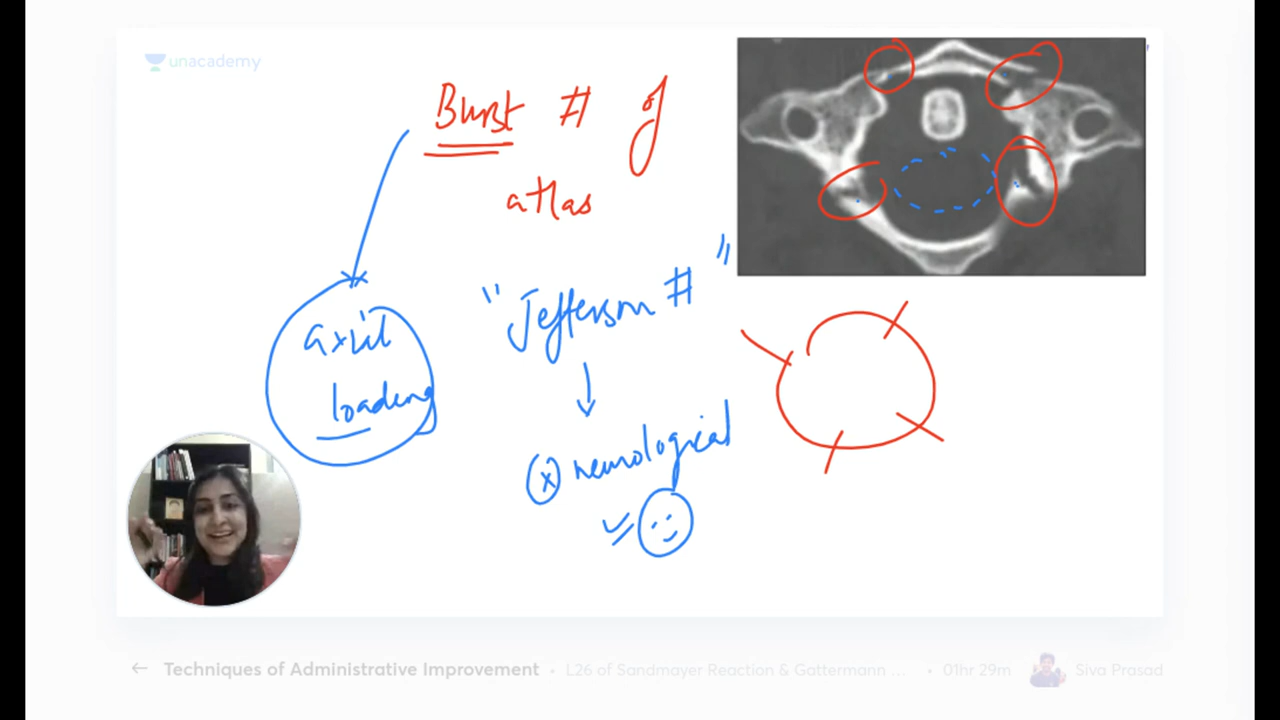 unacademy
Burst # of
atlas
axial
loading
"Jefferson #"
(x) neurological
← Techniques of Administrative Improvement • L26 of Sandmayer Reaction & Gattermann ... • 01hr 29m Siva Prasad